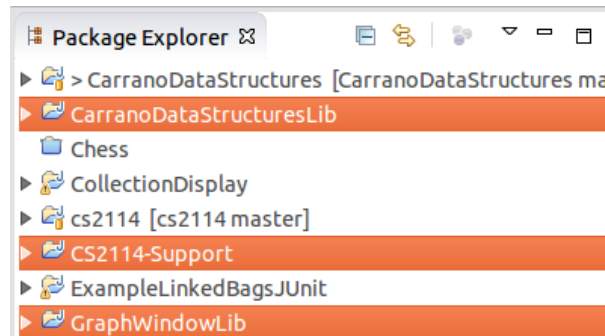 Package Explorer
> CarranoDataStructures [CarranoDataStructures ma
CarranoDataStructuresLib
Chess
CollectionDisplay
cs2114 [cs2114 master]
CS2114-Support
ExampleLinkedBagsJUnit
GraphWindowLib